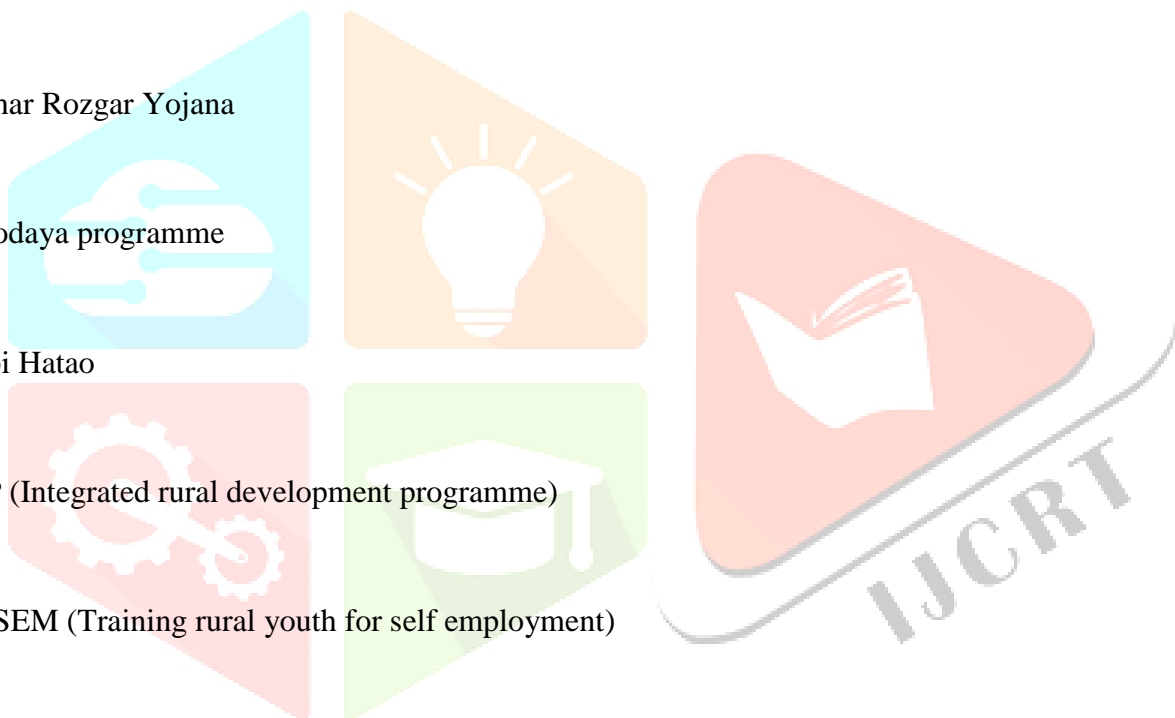 har Rozgar Yojana
odaya programme
i Hatao
(Integrated rural development programme)
SEM (Training rural youth for self employment)
IJCRT